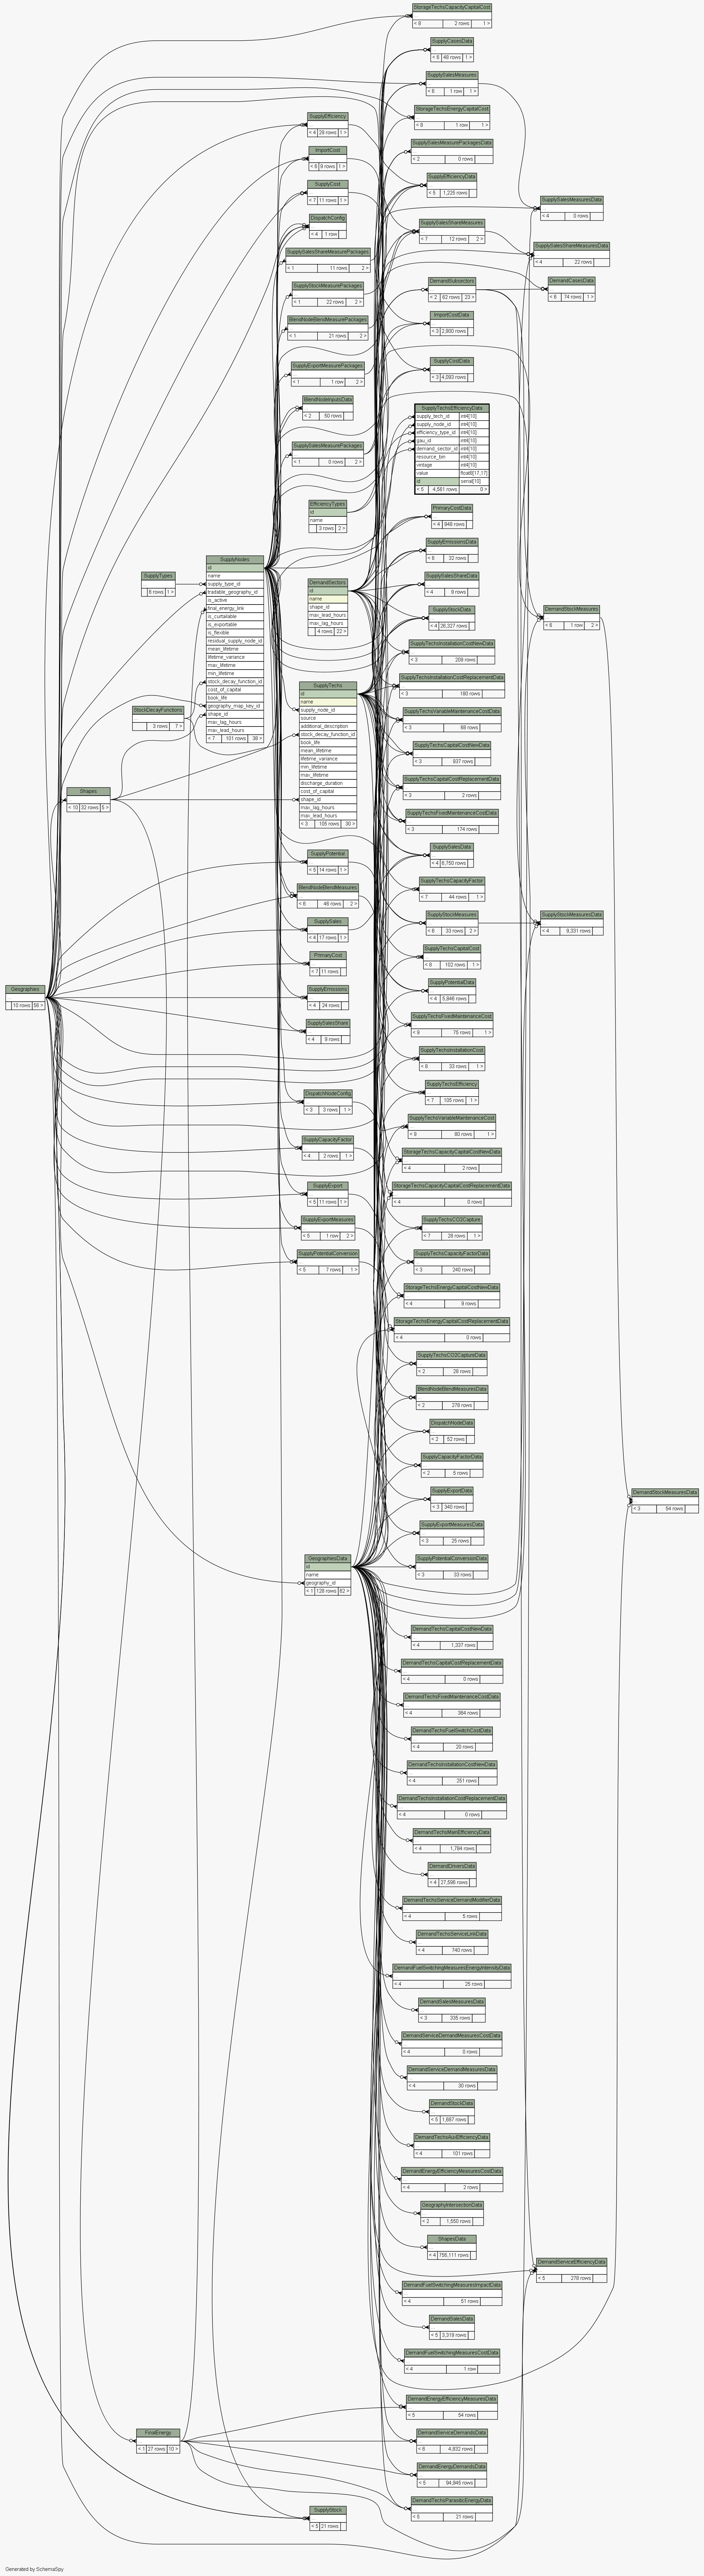 StorageTechsCapacityCapitalCost
< 8 2 rows 1 >
SupplyCasesData
< 6 48 rows 1 >
SupplySalesMeasures
< 8 1 row 1 >
StorageTechsEnergyCapitalCost
< 8 1 row 1 >
SupplyEfficiency
< 4 28 rows 1 >
SupplySalesMeasurePackagesData
< 2 0 rows
ImportCost
9 rows 1 >
SupplyEfficiencyData
< 5 1,225 rows
SupplyCost
< 7 11 rows 1 >
SupplySalesMeasuresData
< 4 0 rows
DispatchConfig
< 4 1 row
SupplySalesShareMeasures
< 7 12 rows 2 >
SupplySalesShareMeasurePackages
< 1 11 rows 2 >
SupplySalesShareMeasuresData
< 4 22 rows
SupplyStockMeasurePackages
< 1 22 rows 2 >
DemandSubsectors
< 2 62 rows 23 >
DemandCasesData
< 6 74 rows 1 >
BlendNodeBlendMeasurePackages
< 1 21 rows 2 >
ImportCostData
< 3 2,800 rows
SupplyExportMeasurePackages
< 1 1 row 2 >
SupplyCostData
< 3 4,093 rows
BlendNodeInputsData
< 2 50 rows
SupplyTechsEfficiencyData
supply_tech_id int4[10]
supply_node_id int4[10]
efficiency_type_id int4[10]
gau_id int4[10]
demand_sector_id int4[10]
resource_bin int4[10]
vintage int4[10]
value float8[17,17]
id serial[10]
< 5 4,661 rows 0 >
SupplySalesMeasurePackages
< 1 0 rows 2 >
EfficiencyTypes
id
name
3 rows 2 >
PrimaryCostData
< 4 848 rows
SupplyEmissionsData
< 6 32 rows
SupplyNodes
id
name
supply_type_id
tradable_geography_id
is_active
final_energy_link
is_curtailable
is_exportable
is_flexible
residual_supply_node_id
mean_lifetime
lifetime_variance
max_lifetime
min_lifetime
stock_decay_function_id
cost_of_capital
book_life
geography_map_key_id
shape_id
max_lag_hours
max_lead_hours
< 7 101 rows 38 >
SupplyTypes
6 rows 1 >
DemandSectors
id
name
shape_id
max_lead_hours
max_lag_hours
4 rows 22 >
SupplySalesShareData
< 4 9 rows
SupplyStockData
< 4 26,327 rows
DemandStockMeasures
< 6 1 row 2 >
SupplyTechsInstallationCostNewData
< 3 209 rows
SupplyTechsInstallationCostReplacementData
< 3 180 rows
SupplyTechs
id
name
supply_node_id
source
additional_description
stock_decay_function_id
book_life
mean_lifetime
lifetime_variance
min_lifetime
max_lifetime
discharge_duration
cost_of_capital
shape_id
max_lag_hours
max_lead_hours
< 3 105 rows 30 >
SupplyTechsVariableMaintenanceCostData
< 3
StockDecayFunctions
3 rows 7 >
SupplyTechsCapitalCostNewData
< 3 937 rows
SupplyTechsCapitalCostReplacementData
< 3 2 rows
Shapes
< 10 32 rows 5 >
SupplyTechsFixedMaintenanceCostData
< 3 174 rows
SupplyPotential
< 5 14 rows 1 >
SupplySalesData
< 4 6,750 rows
BlendNodeBlendMeasures
< 6 46 rows 2 >
SupplyTechsCapacityFactor
< 7 44 rows 1 >
SupplySales
< 4 17 rows 1 >
SupplyStockMeasures
< 6 33 rows 2 >
SupplyStockMeasuresData
< 4 9,331 rows
PrimaryCost
< 7 11 rows
SupplyTechsCapitalCost
< 8 102 rows 1 >
Geographies
10 rows 56 >
SupplyEmissions
< 4 24 rows
SupplyPotentialData
< 4 5,846 rows
SupplySalesShare
< 4 8 rows
SupplyTechsFixedMaintenanceCost
< 8 75 rows 1 >
SupplyTechsInstallationCost
< 8 33 rows 1 >
DispatchNodeConfig
< 3 3 rows 1 >
SupplyTechsEfficiency
< 7 105 rows 1 >
SupplyCapacityFactor
< 4 2 rows 1 >
SupplyTechsVariableMaintenanceCost
< 8 80 rows 1 >
StorageTechsCapacityCapitalCostNewData
< 4 2 rows
SupplyExport
< 5 11 rows 1 >
StorageTechsCapacityCapitalCostReplacementData
< 4 0 rows
SupplyExportMeasures
< 5 1 row 2 >
SupplyTechsCO2Capture
< 7 28 rows 1 >
SupplyPotentialConversion
< 5 7 rows 1 >
SupplyTechsCapacityFactorData
< 3 240 rows
StorageTechsEnergyCapitalCostNewData
< 4 9 rows
StorageTechsEnergyCapitalCostReplacementData
< 4 0 rows
SupplyTechsCO2CaptureData
< 2 28 rows
BlendNodeBlendMeasuresData
< 2 278 rows
DispatchNodeData
< 2 52 rows
SupplyCapacityFactorData
< 2 5 rows
SupplyExportData
< 3 340 rows
DemandStockMeasuresData
< 3 54 rows
SupplyExportMeasuresData
< 3 25 rows
GeographiesData
id
name
geography_id
< 1 128 rows 62 >
SupplyPotentialConversionData
< 3 33 rows
DemandTechsCapitalCostNewData
< 4 1,337 rows
DemandTechsCapitalCostReplacementData
< 4 0 rows
DemandTechsFixedMaintenanceCostData
< 4 364 rows
DemandTechsFuelSwitchCostData
< 4 20 rows
DemandTechsInstallationCostNewData
< 4 251 rows
DemandTechsInstallationCostReplacementData
< 4 0 rows
DemandTechsMainEfficiencyData
< 4 1,784 rows
DemandDriversData
< 4 27,596 rows
DemandTechsServiceDemandModifierData
< 4 5 rows
DemandTechsServiceLinkData
< 4 740 rows
DemandFuelSwitchingMeasuresEnergyIntensityData
< 4 25 rows
DemandSalesMeasuresData
< 3 335 rows
DemandServiceDemandMeasuresCostData
< 4 0 rows
DemandServiceDemandMeasuresData
< 4 30 rows
DemandStockData
< 5 1,687 rows
DemandTechsAuxEfficiencyData
< 4 101 rows
DemandEnergyEfficiencyMeasuresCostData
< 4 2 rows
GeographyIntersectionData
< 2 1,550 rows
ShapesData
< 4 756,111 rows
DemandServiceEfficiencyData
< 5 278 rows
DemandFuelSwitchingMeasuresImpactData
< 4 51 rows
DemandSalesData
< 5 3,319 rows
DemandFuelSwitchingMeasuresCostData
< 4 1 row
DemandEnergyEfficiencyMeasuresData
< 5 54 rows
FinalEnergy
< 1 27 rows 10 >
DemandServiceDemandsData
< 6 4,832 rows
DemandEnergyDemandsData
< 5 94,945 rows
DemandTechsParasiticEnergyData
< 5 21 rows
SupplyStock
< 5 21 rows
Generated by SchemaSpy